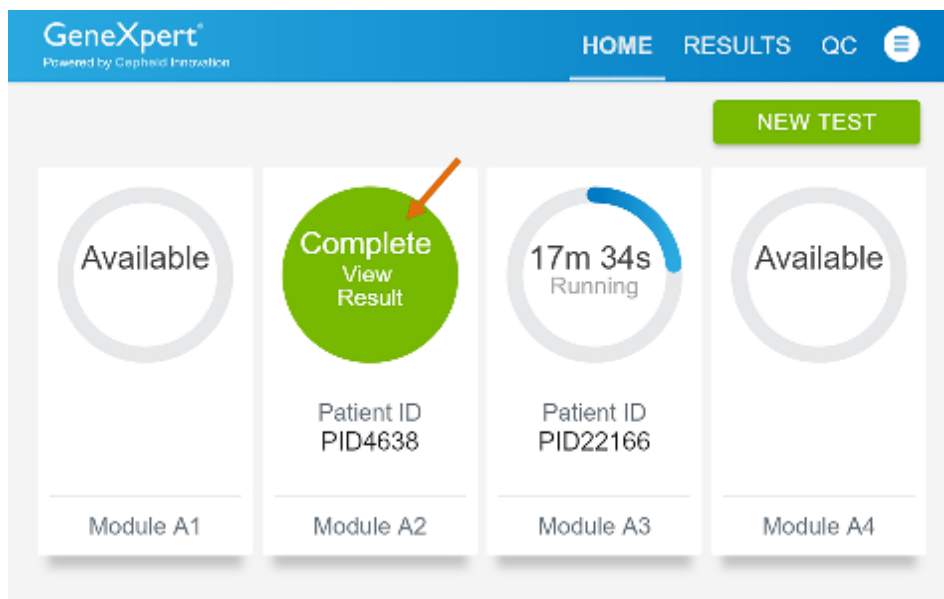 GeneXpert®
Powered by Cepheid Innovation
HOME RESULTS QC
NEW TEST
Available
Complete
View
Result
Patient ID
PID4638
17m 34s
Running
Patient ID
PID22166
Available
Module A1
Module A2
Module A3
Module A4